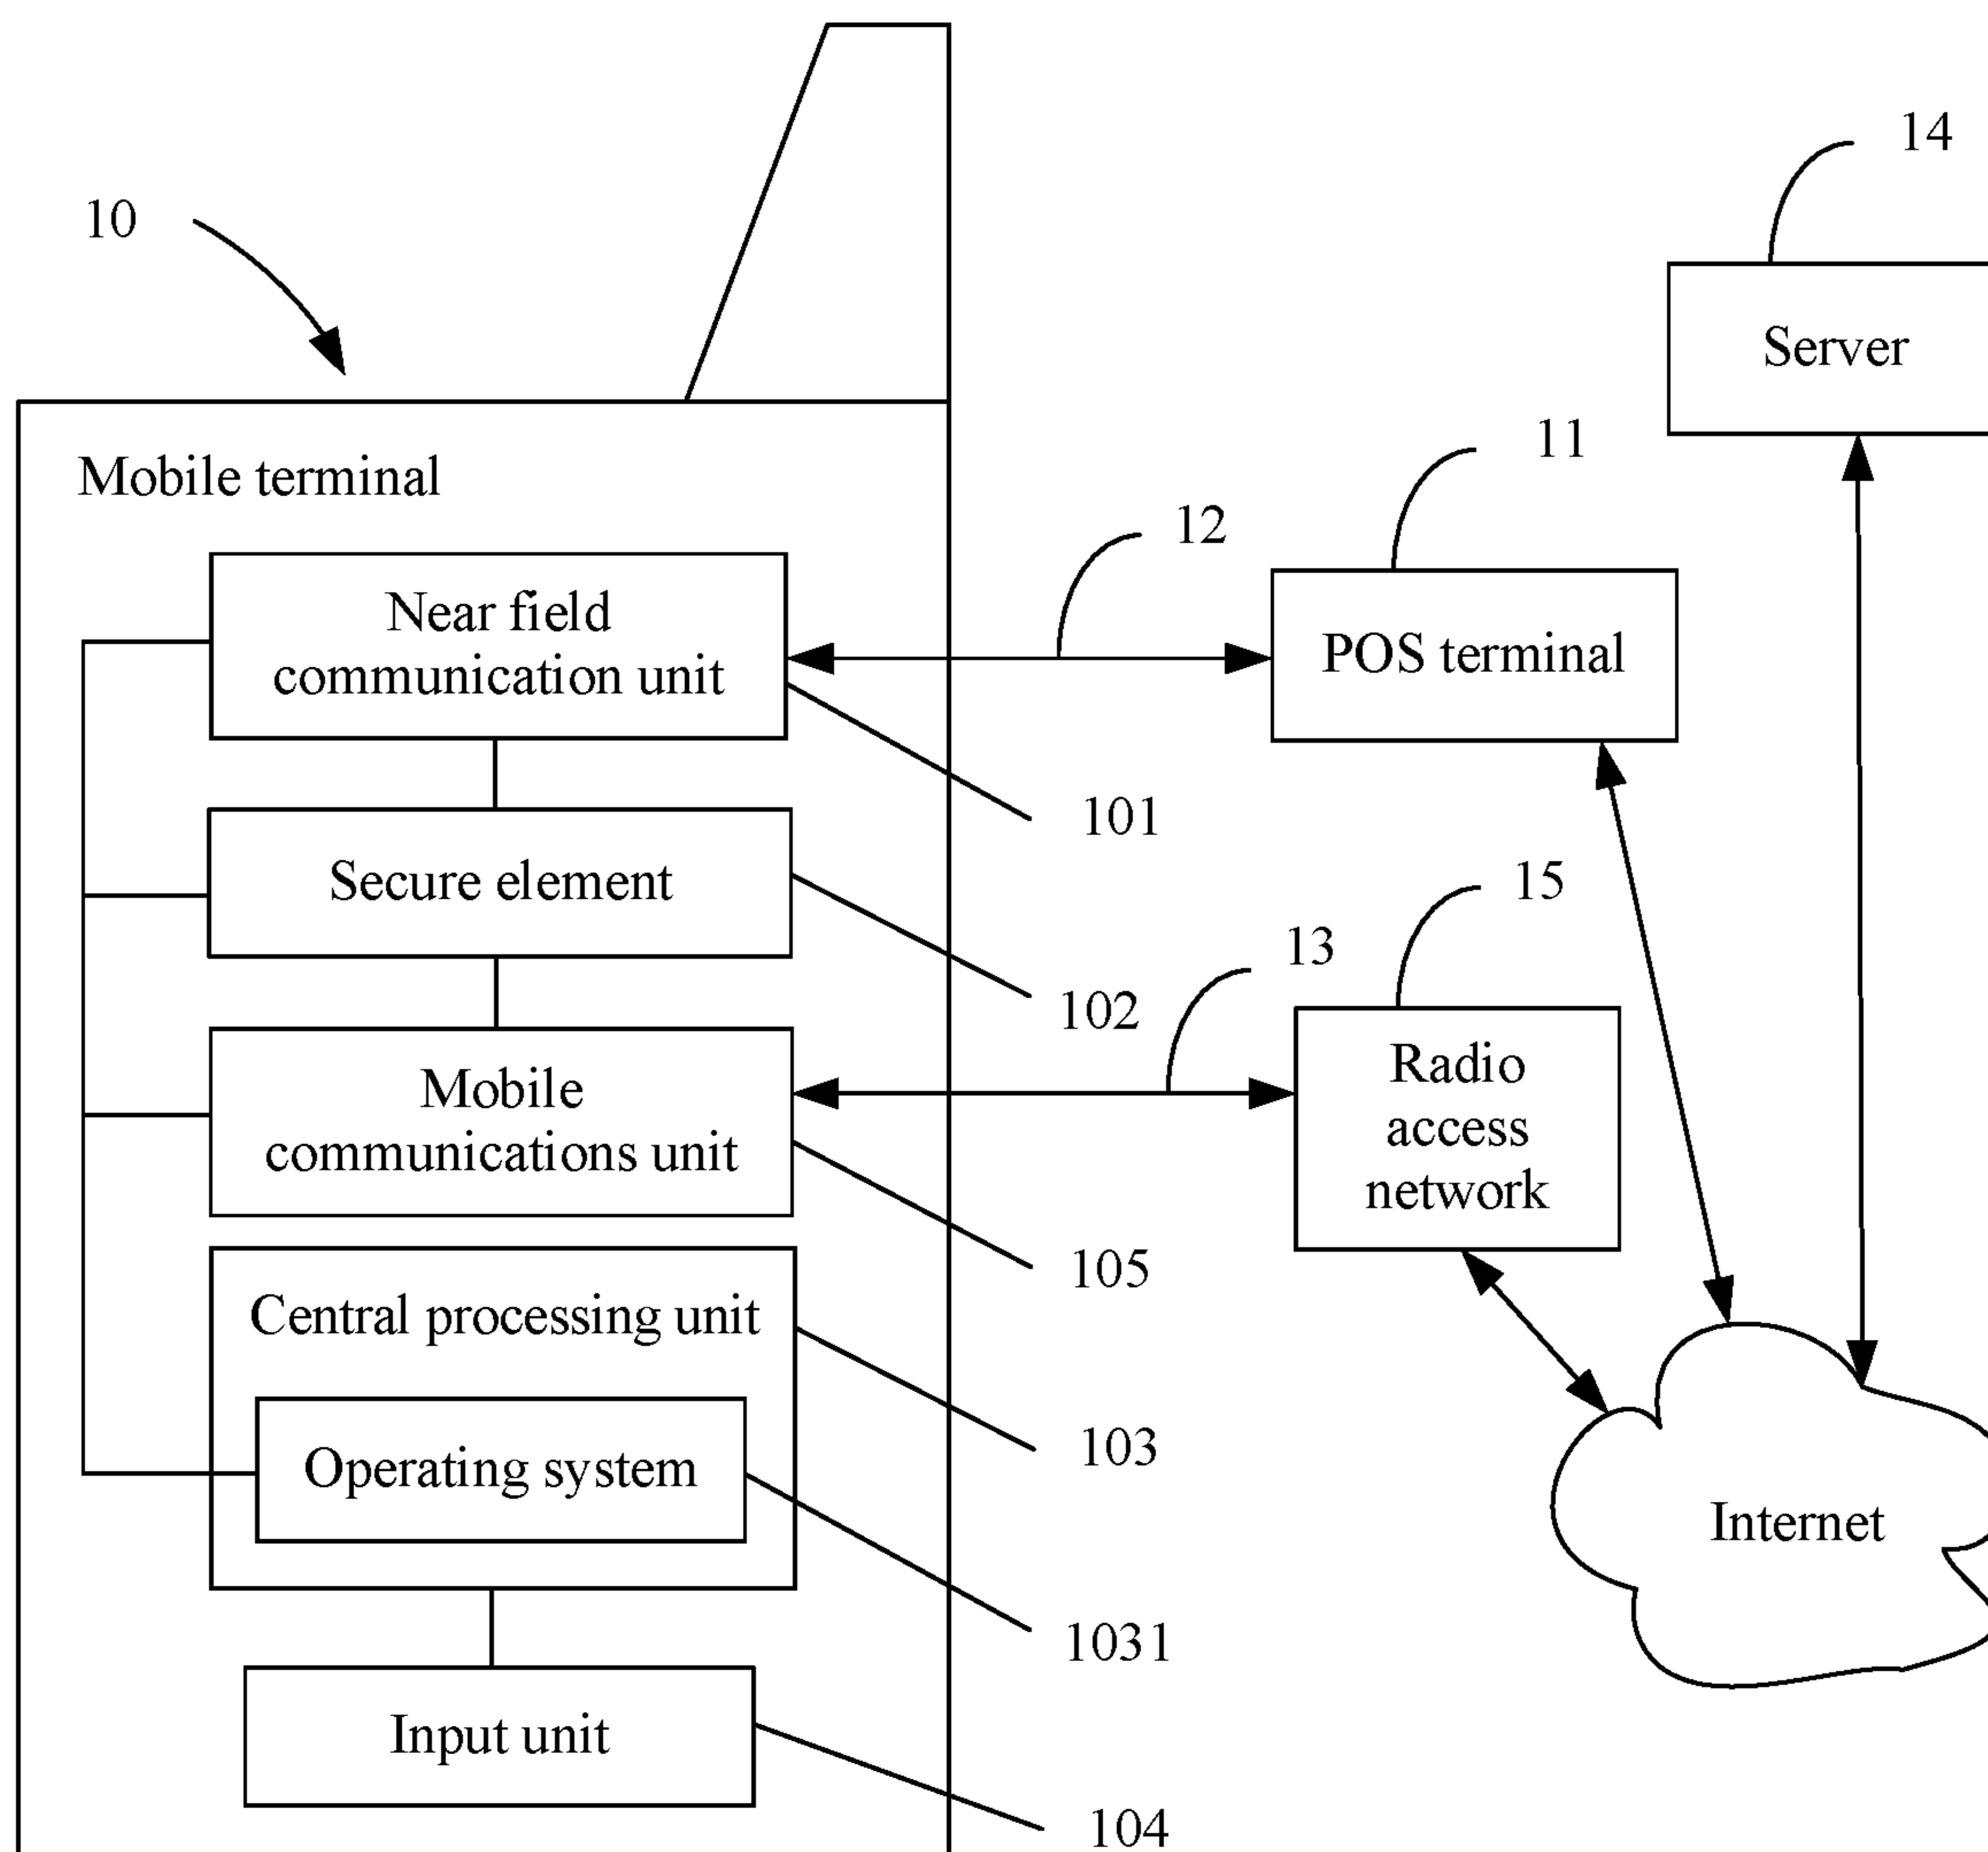 14
10
Server
11
Mobile terminal
12
Near field
communication unit
POS terminal
101
Secure element
15
13
102
Radio
access
network
Mobile
communications unit
105
Central processing unit
103
Operating system
Internet
1031
Input unit
104